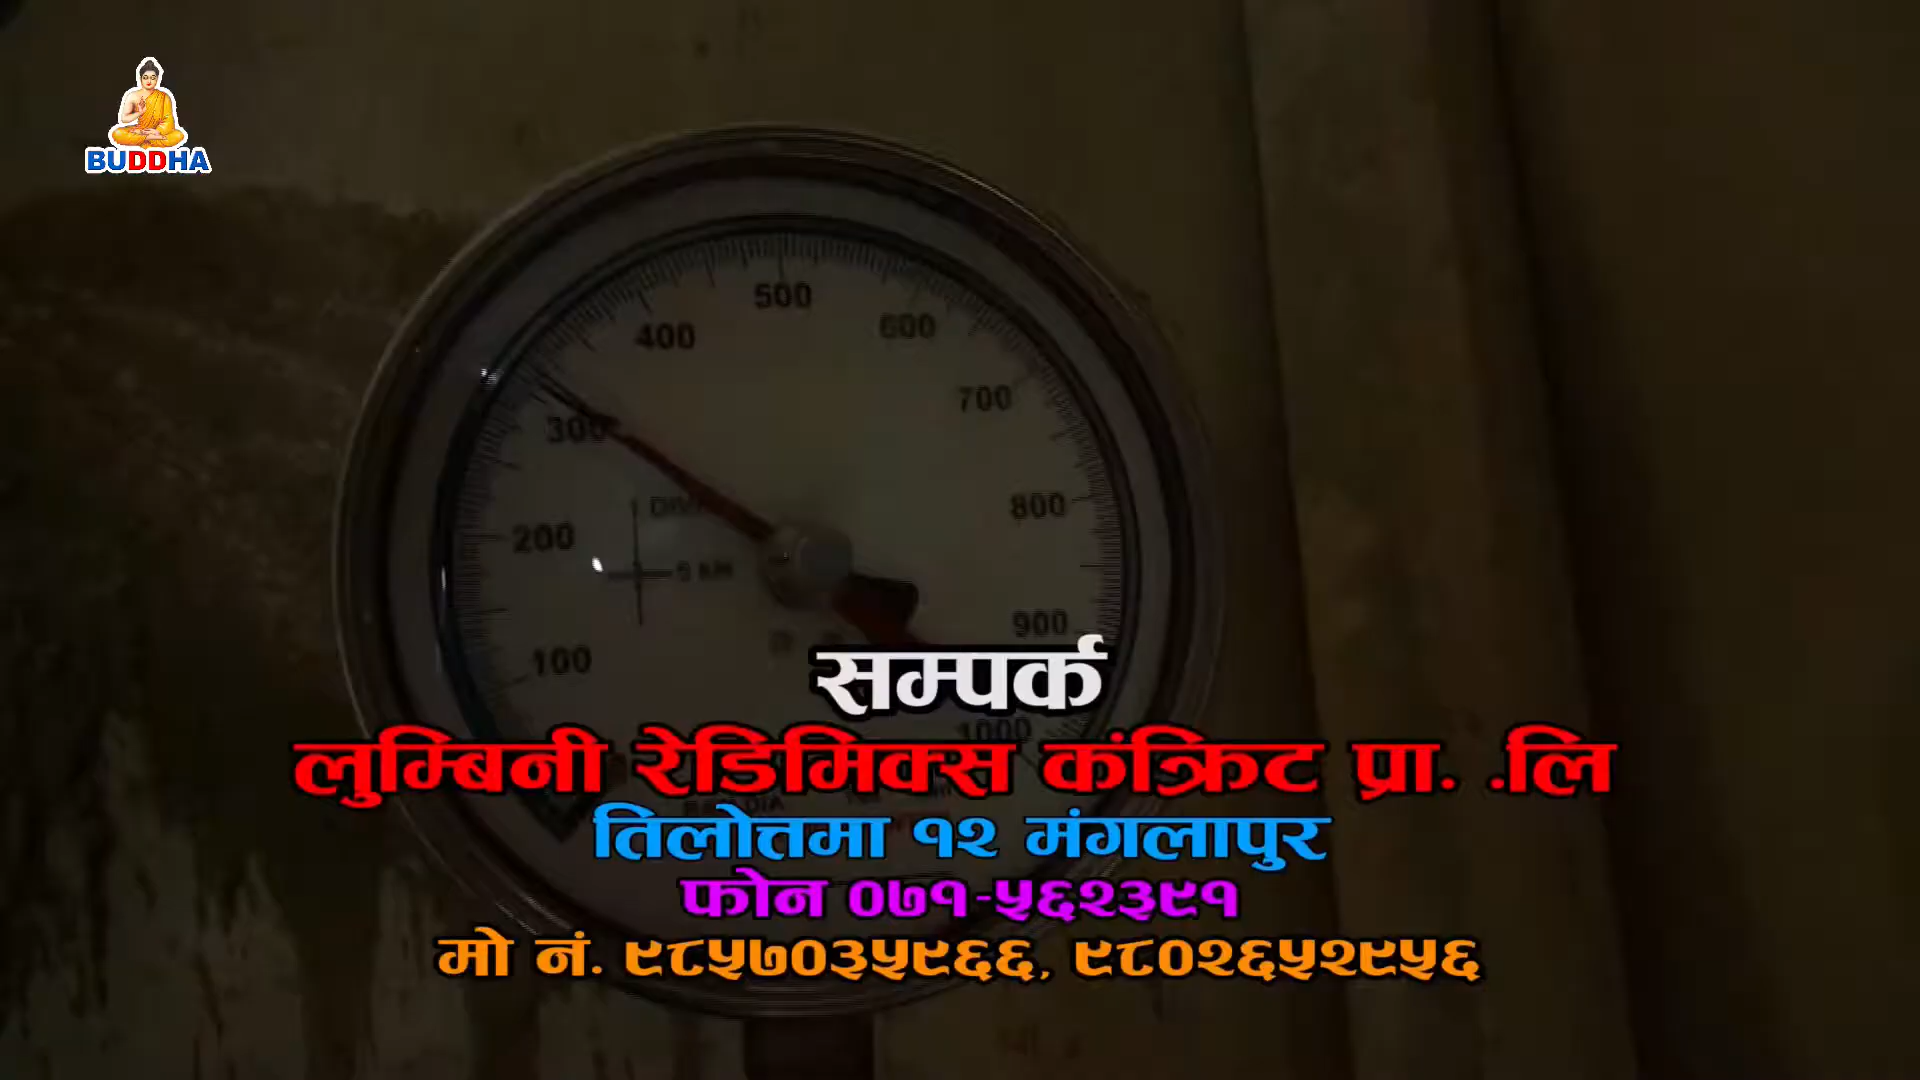 BUDDHA
500
400
600
300
700
200
800
100
900
1000
सम्पर्क
लुम्बिनी रेडिमिक्स कंक्रिट प्रा. .लि
तिलोत्तमा १२ मंगलापुर
फोन ०७१-५६२३९१
मो नं. ९८५७०३५९६६, ९८०२६५२९५६